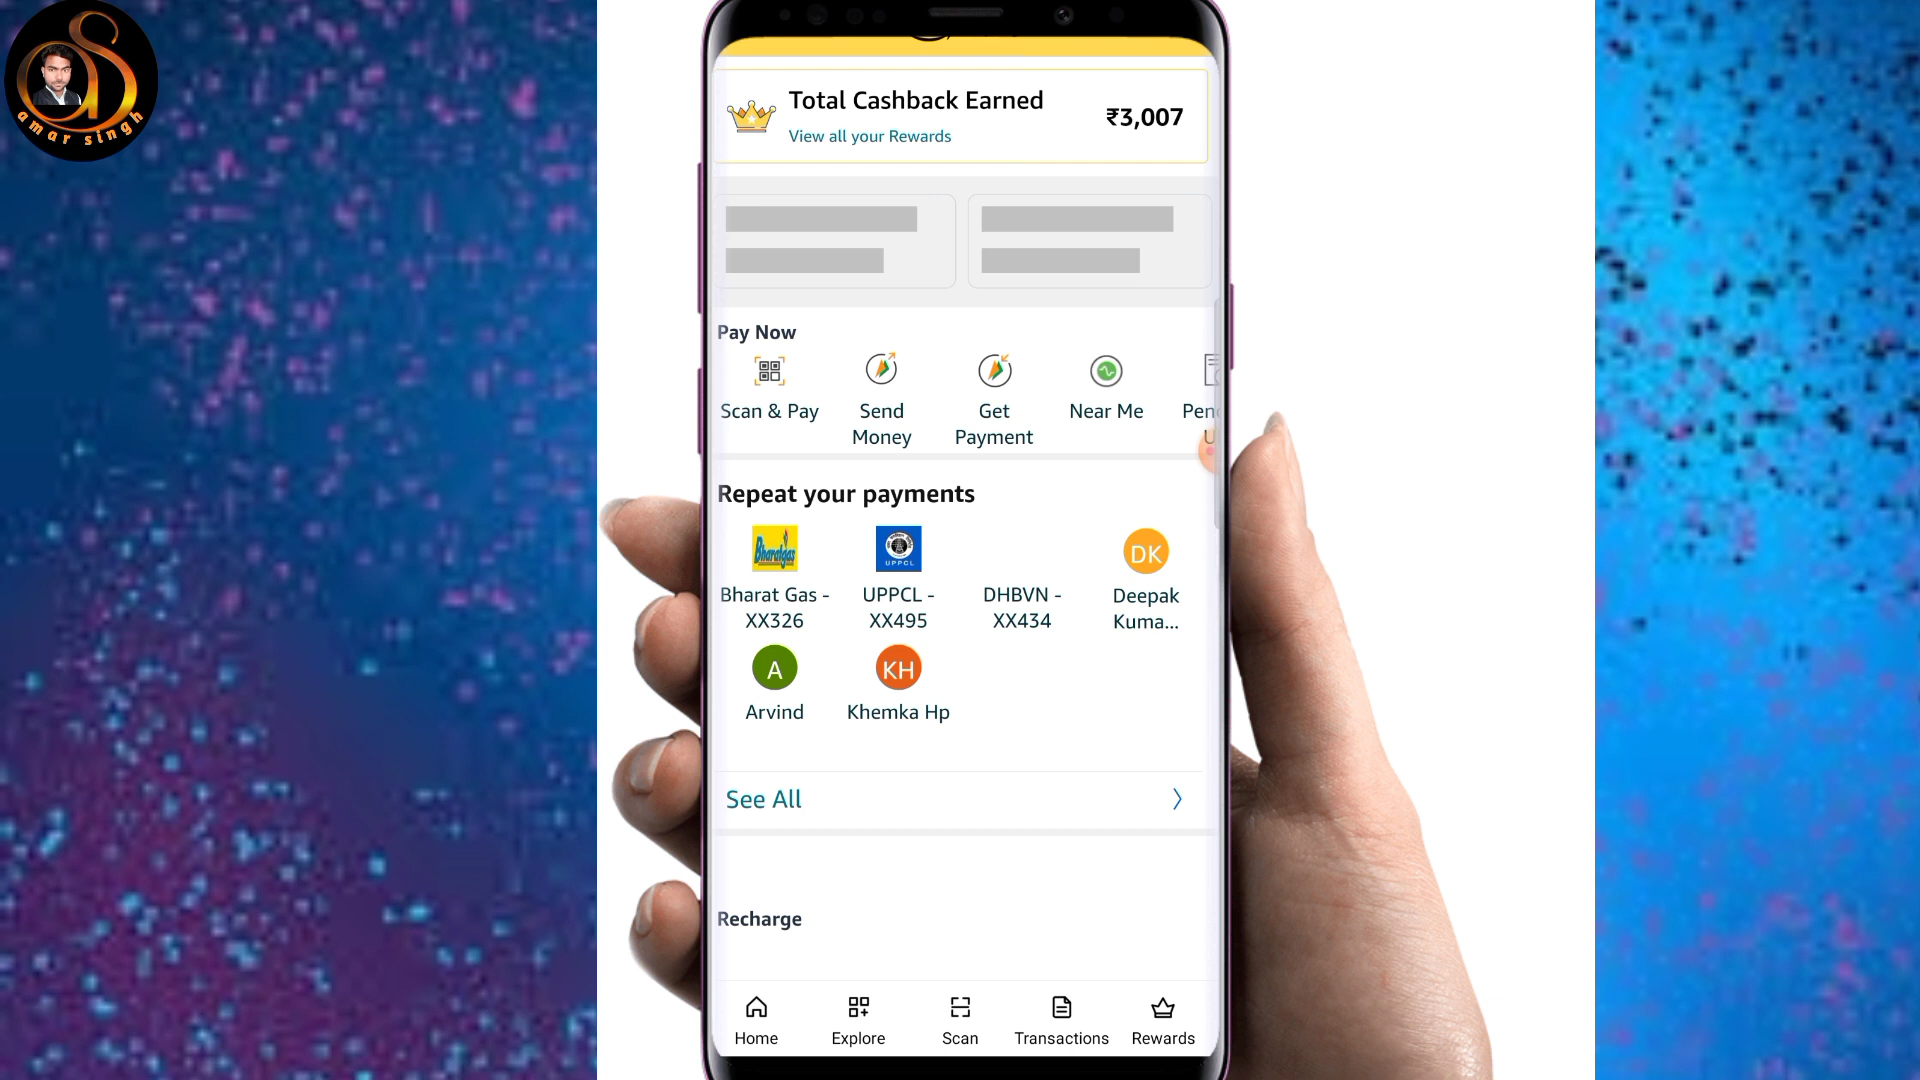 amar singh
Total Cashback Earned
₹3,007
View all your Rewards
Pay Now
Scan & Pay
Send
Money
Get
Payment
Near Me
Repeat your payments
Bharatgas
Bharat Gas -
XX326
UPPCL
UPPCL -
XX495
DHBVN -
XX434
DK
Deepak
Kuma...
A
Arvind
KH
Khemka Hp
See All
Recharge
Home
Explore
Scan
Transactions
Rewards